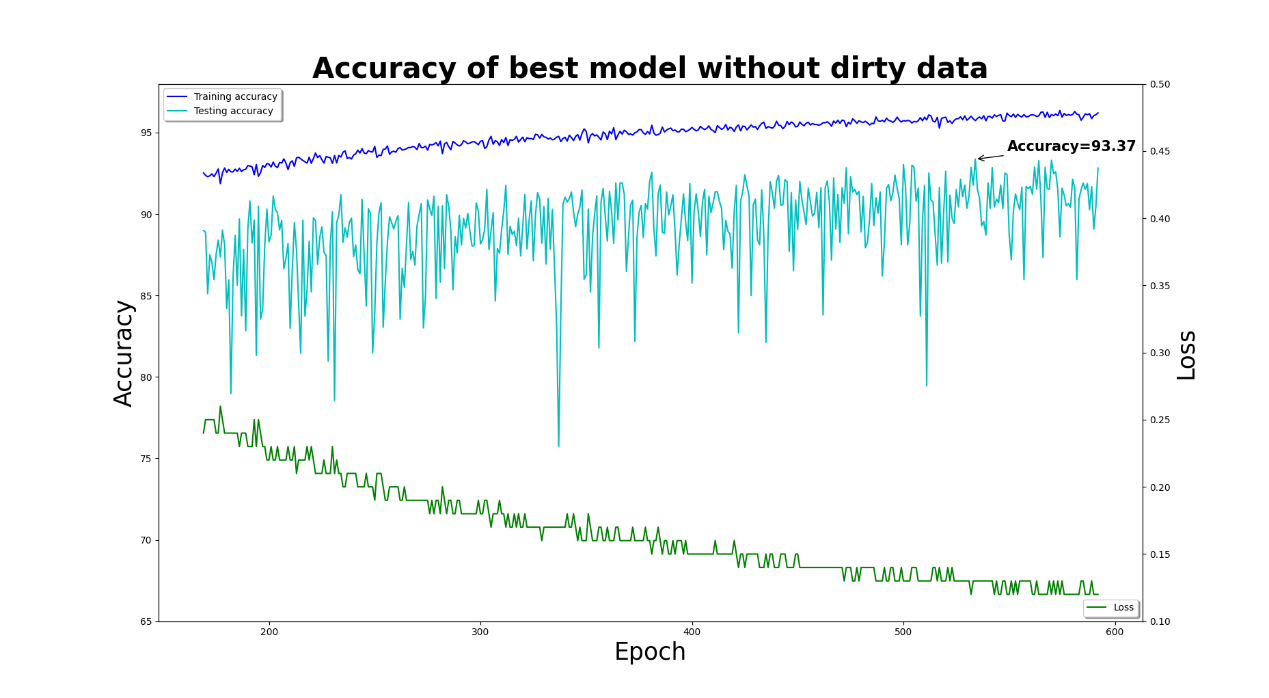 Accuracy of best model without dirty data
Training accuracy
Testing accuracy
Accuracy=93.37
Accuracy
95
90
85
80
75
70
65
0.50
0.45
0.40
0.35
0.30
0.25
0.20
0.15
0.10
Loss
Loss
200
300
400
500
600
Epoch